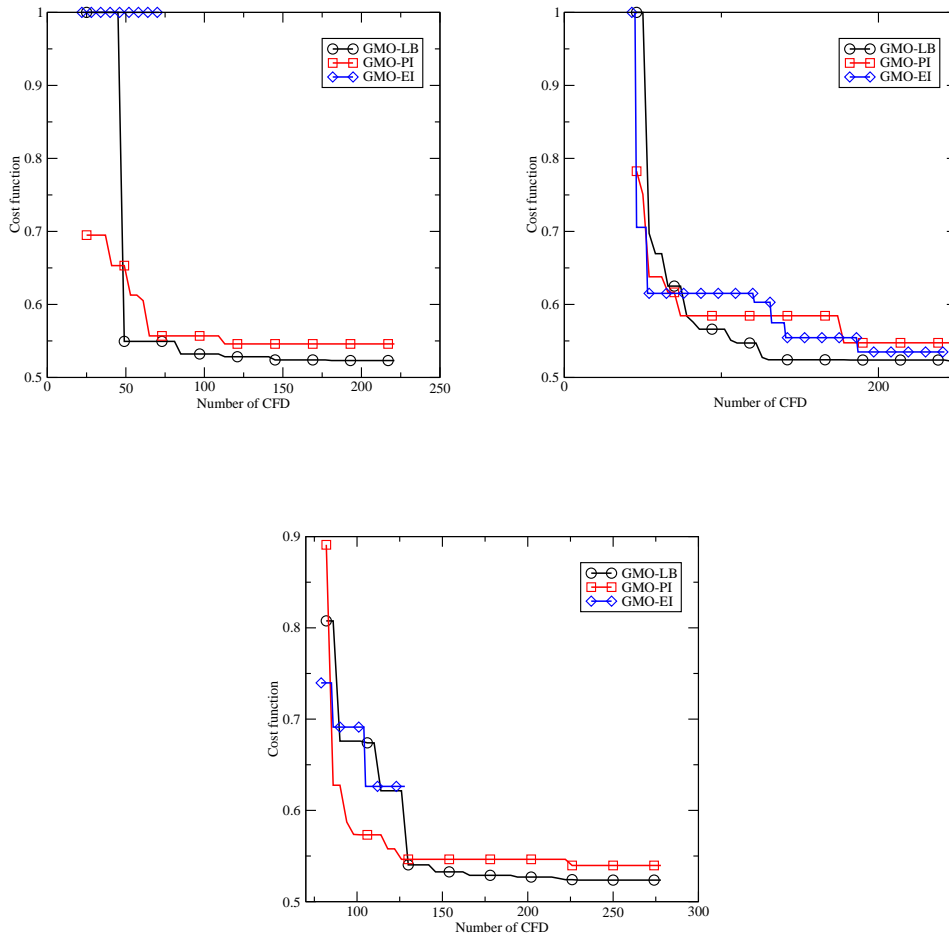 1
0.9
0.8
0.7
0.6
0.5
Cost function
0
50
100
150
200
250
Number of CFD
GMO-LB
GMO-PI
GMO-EI
1
0.9
0.8
0.7
0.6
0.5
Cost function
0
200
Number of CFD
GMO-LB
GMO-PI
GMO-EI
0.9
0.8
0.7
0.6
0.5
Cost function
100
150
200
250
300
Number of CFD
GMO-LB
GMO-PI
GMO-EI